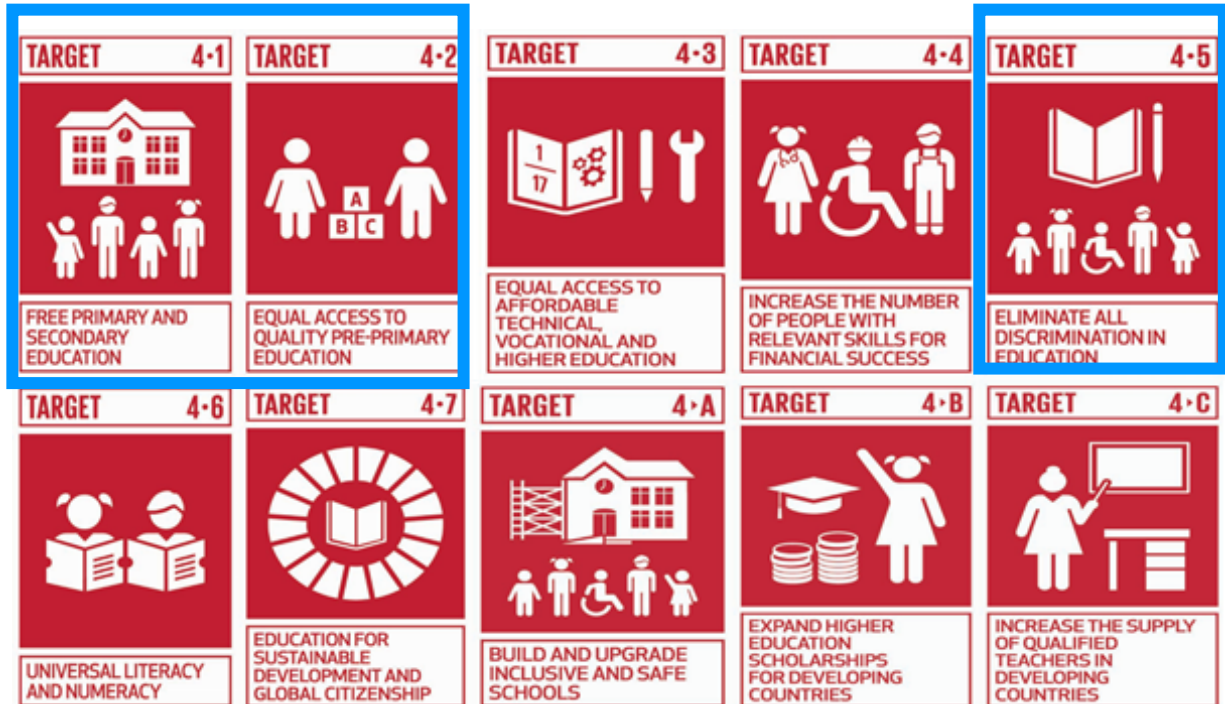 TARGET 4·1
FREE PRIMARY AND
SECONDARY
EDUCATION
TARGET 4·2
A
B C
EQUAL ACCESS TO
QUALITY PRE-PRIMARY
EDUCATION
TARGET 4·3
1
17
EQUAL ACCESS TO
AFFORDABLE
TECHNICAL,
VOCATIONAL AND
HIGHER EDUCATION
TARGET 4·4
INCREASE THE NUMBER
OF PEOPLE WITH
RELEVANT SKILLS FOR
FINANCIAL SUCCESS
TARGET 4·5
ELIMINATE ALL
DISCRIMINATION IN
EDUCATION
TARGET 4·6
UNIVERSAL LITERACY
AND NUMERACY
TARGET 4·7
EDUCATION FOR
SUSTAINABLE
DEVELOPMENT AND
GLOBAL CITIZENSHIP
TARGET 4‣A
BUILD AND UPGRADE
INCLUSIVE AND SAFE
SCHOOLS
TARGET 4‣B
EXPAND HIGHER
EDUCATION
SCHOLARSHIPS
FOR DEVELOPING
COUNTRIES
TARGET 4‣C
INCREASE THE SUPPLY
OF QUALIFIED
TEACHERS IN
DEVELOPING
COUNTRIES